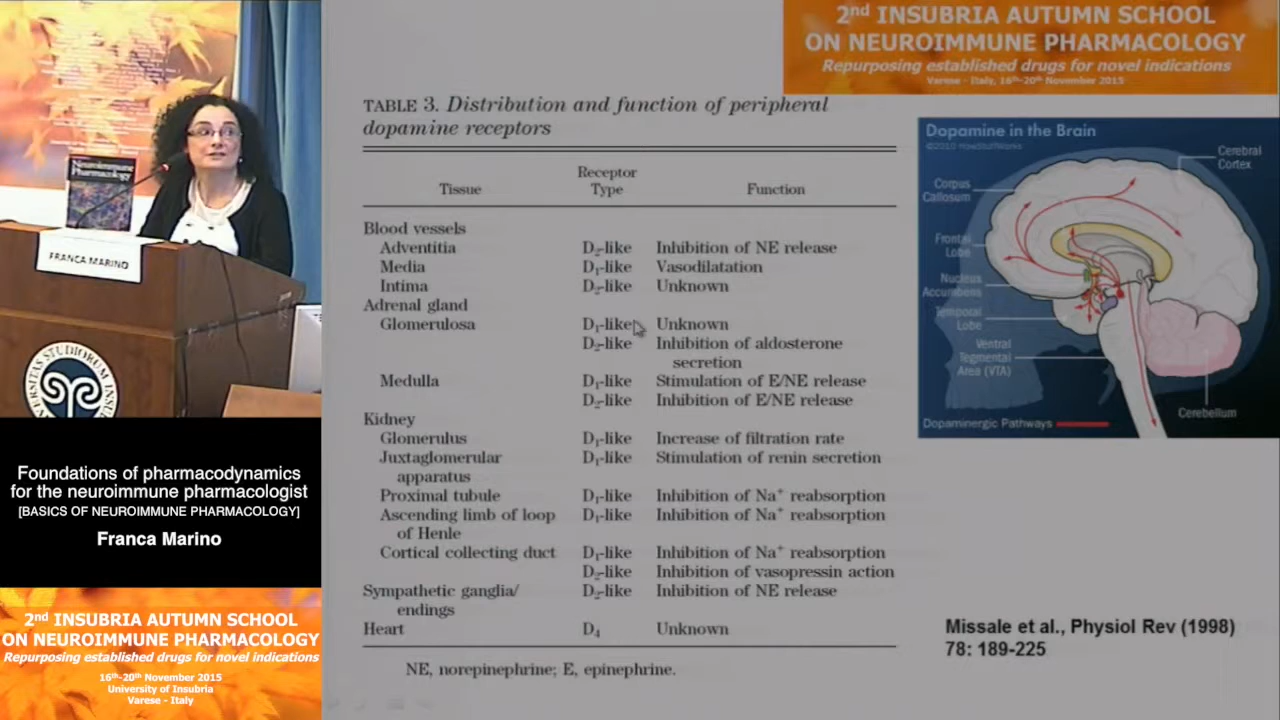 Neuroimmune
Pharmacology
FRANCA MARINO
Foundations of pharmacodynamics
for the neuroimmune pharmacologist
[BASICS OF NEUROIMMUNE PHARMACOLOGY]
Franca Marino
2nd INSUBRIA AUTUMN SCHOOL
ON NEUROIMMUNE PHARMACOLOGY
Repurposing established drugs for novel indications
16th-20th November 2015
University of Insubria
Varese - Italy
2nd INSUBRIA AUTUMN SCHOOL
ON NEUROIMMUNE PHARMACOLOGY
Repurposing established drugs for novel indications
Varese - Italy, 16th-20th November 2015
TABLE 3. Distribution and function of peripheral
dopamine receptors
Tissue Receptor Type Function
Blood vessels
Adventitia D2-like Inhibition of NE release
Media D1-like Vasodilatation
Intima D2-like Unknown
Adrenal gland
Glomerulosa D1-like Unknown
D2-like Inhibition of aldosterone
secretion
Medulla D1-like Stimulation of E/NE release
D2-like Inhibition of E/NE release
Kidney
Glomerulus D1-like Increase of filtration rate
Juxtaglomerular D1-like Stimulation of renin secretion
apparatus
Proximal tubule D1-like Inhibition of Na+ reabsorption
Ascending limb of loop D1-like Inhibition of Na+ reabsorption
of Henle
Cortical collecting duct D1-like Inhibition of Na+ reabsorption
D2-like Inhibition of vasopressin action
Sympathetic ganglia/ D2-like Inhibition of NE release
endings
Heart D4 Unknown
NE, norepinephrine; E, epinephrine.
Dopamine in the Brain
©2010 HowStuffWorks
Cerebral
Cortex
Corpus
Callosum
Frontal
Lobe
Nucleus
Accumbens
Temporal
Lobe
Ventral
Tegmental
Area (VTA)
Cerebellum
Dopaminergic Pathways
Missale et al., Physiol Rev (1998)
78: 189-225